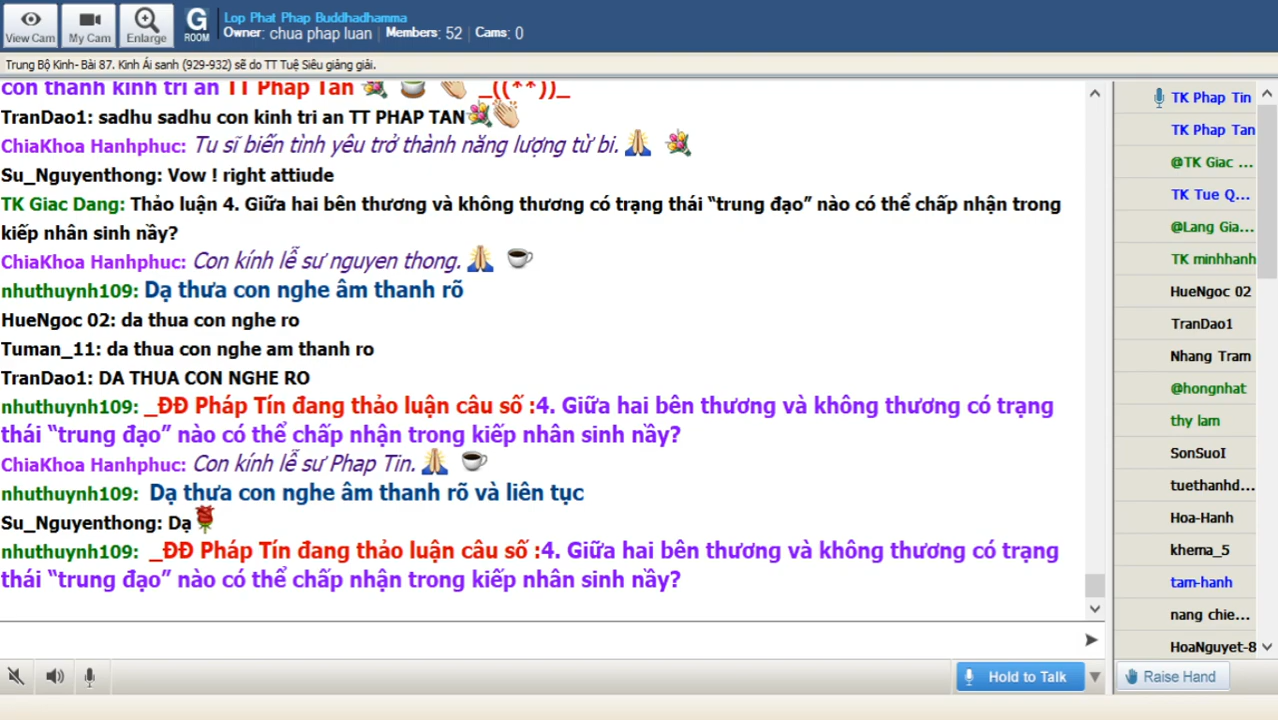 View Cam
My Cam
Enlarge
G
ROOM
Lop Phat Phap Buddhadhamma
Owner: chua phap luan Members: 52 Cams: 0
Trung Bộ Kinh- Bài 87. Kinh Ái sanh (929-932) sẽ do TT Tuệ Siêu giảng giải.
con thanh kinh tri an TT Phap Tan _((**))_
TranDao1: sadhu sadhu con kinh tri an TT PHAP TAN
ChiaKhoa Hanhphuc: Tu sĩ biến tình yêu trở thành năng lượng từ bi.
Su_Nguyenthong: Vow ! right attiude
TK Giac Dang: Thảo luận 4. Giữa hai bên thương và không thương có trạng thái “trung đạo” nào có thể chấp nhận trong
kiếp nhân sinh nầy?
ChiaKhoa Hanhphuc: Con kính lễ sư nguyen thong.
nhuthuynh109: Dạ thưa con nghe âm thanh rõ
HueNgoc 02: da thua con nghe ro
Tuman_11: da thua con nghe am thanh ro
TranDao1: DA THUA CON NGHE RO
nhuthuynh109: _ĐĐ Pháp Tín đang thảo luận câu số :4. Giữa hai bên thương và không thương có trạng
thái “trung đạo” nào có thể chấp nhận trong kiếp nhân sinh nầy?
ChiaKhoa Hanhphuc: Con kính lễ sư Phap Tin.
nhuthuynh109: Dạ thưa con nghe âm thanh rõ và liên tục
Su_Nguyenthong: Dạ
nhuthuynh109: _ĐĐ Pháp Tín đang thảo luận câu số :4. Giữa hai bên thương và không thương có trạng
thái “trung đạo” nào có thể chấp nhận trong kiếp nhân sinh nầy?
TK Phap Tin
TK Phap Tan
@TK Giac ...
TK Tue Q...
@Lang Gia...
TK minhhanh
HueNgoc 02
TranDao1
Nhang Tram
@hongnhat
thy lam
SonSuoI
tuethanhd...
Hoa-Hanh
khema_5
tam-hanh
nang chie...
HoaNguyet-8
Hold to Talk
Raise Hand